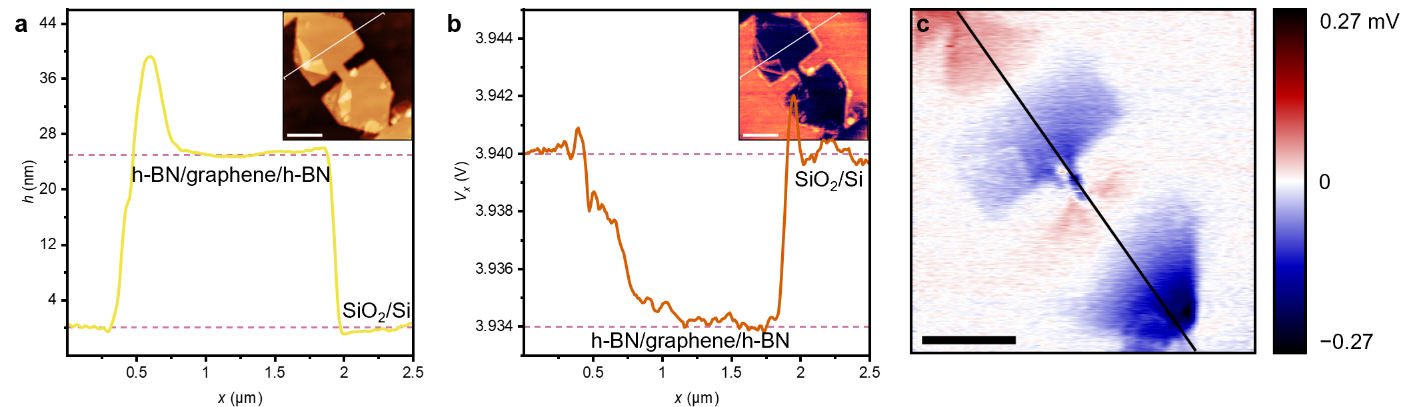 a
44
36
28
20
12
4
h (nm)
h-BN/graphene/h-BN
SiO2/Si
0.5
1
1.5
2
2.5
x (μm)
b
3.944
3.942
3.940
3.938
3.936
3.934
Vx (V)
SiO2/Si
h-BN/graphene/h-BN
0.5
1
1.5
2
2.5
x (μm)
c
0.27 mV
0
−0.27